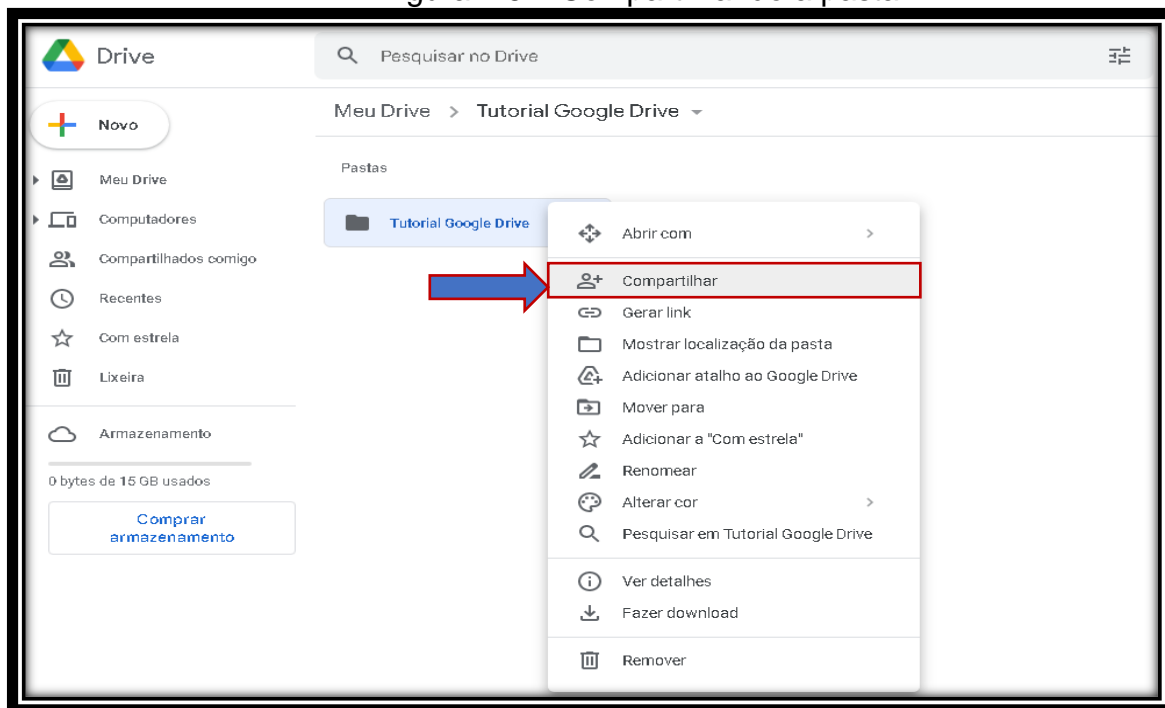 Drive
Pesquisar no Drive
Meu Drive > Tutorial Google Drive
Novo
Pastas
Meu Drive
Computadores
Compartilhados comigo
Recentes
Com estrela
Lixeira
Armazenamento
0 bytes de 15 GB usados
Comprar
armazenamento
Tutorial Google Drive
Abrir com
Compartilhar
Gerar link
Mostrar localização da pasta
Adicionar atalho ao Google Drive
Mover para
Adicionar a "Com estrela"
Renomear
Alterar cor
Pesquisar em Tutorial Google Drive
Ver detalhes
Fazer download
Remover